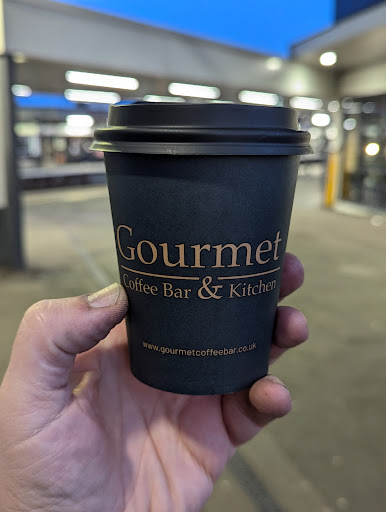 Gourmet
Coffee Bar & Kitchen
www.gourmetcoffeebar.co.uk